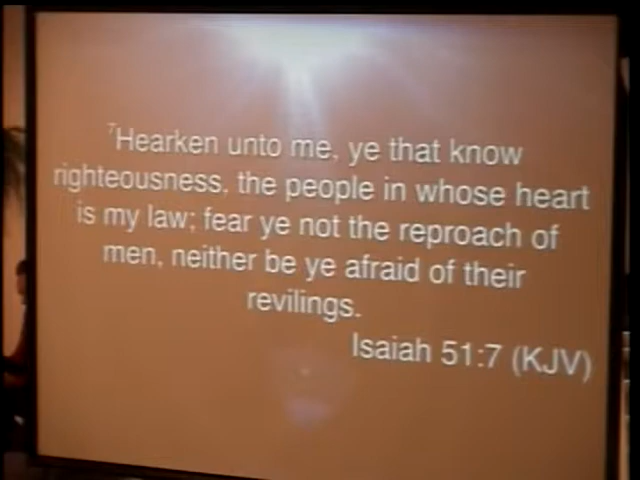 ⁷Hearken unto me, ye that know
righteousness, the people in whose heart
is my law; fear ye not the reproach of
men, neither be ye afraid of their
revilings.
Isaiah 51:7 (KJV)